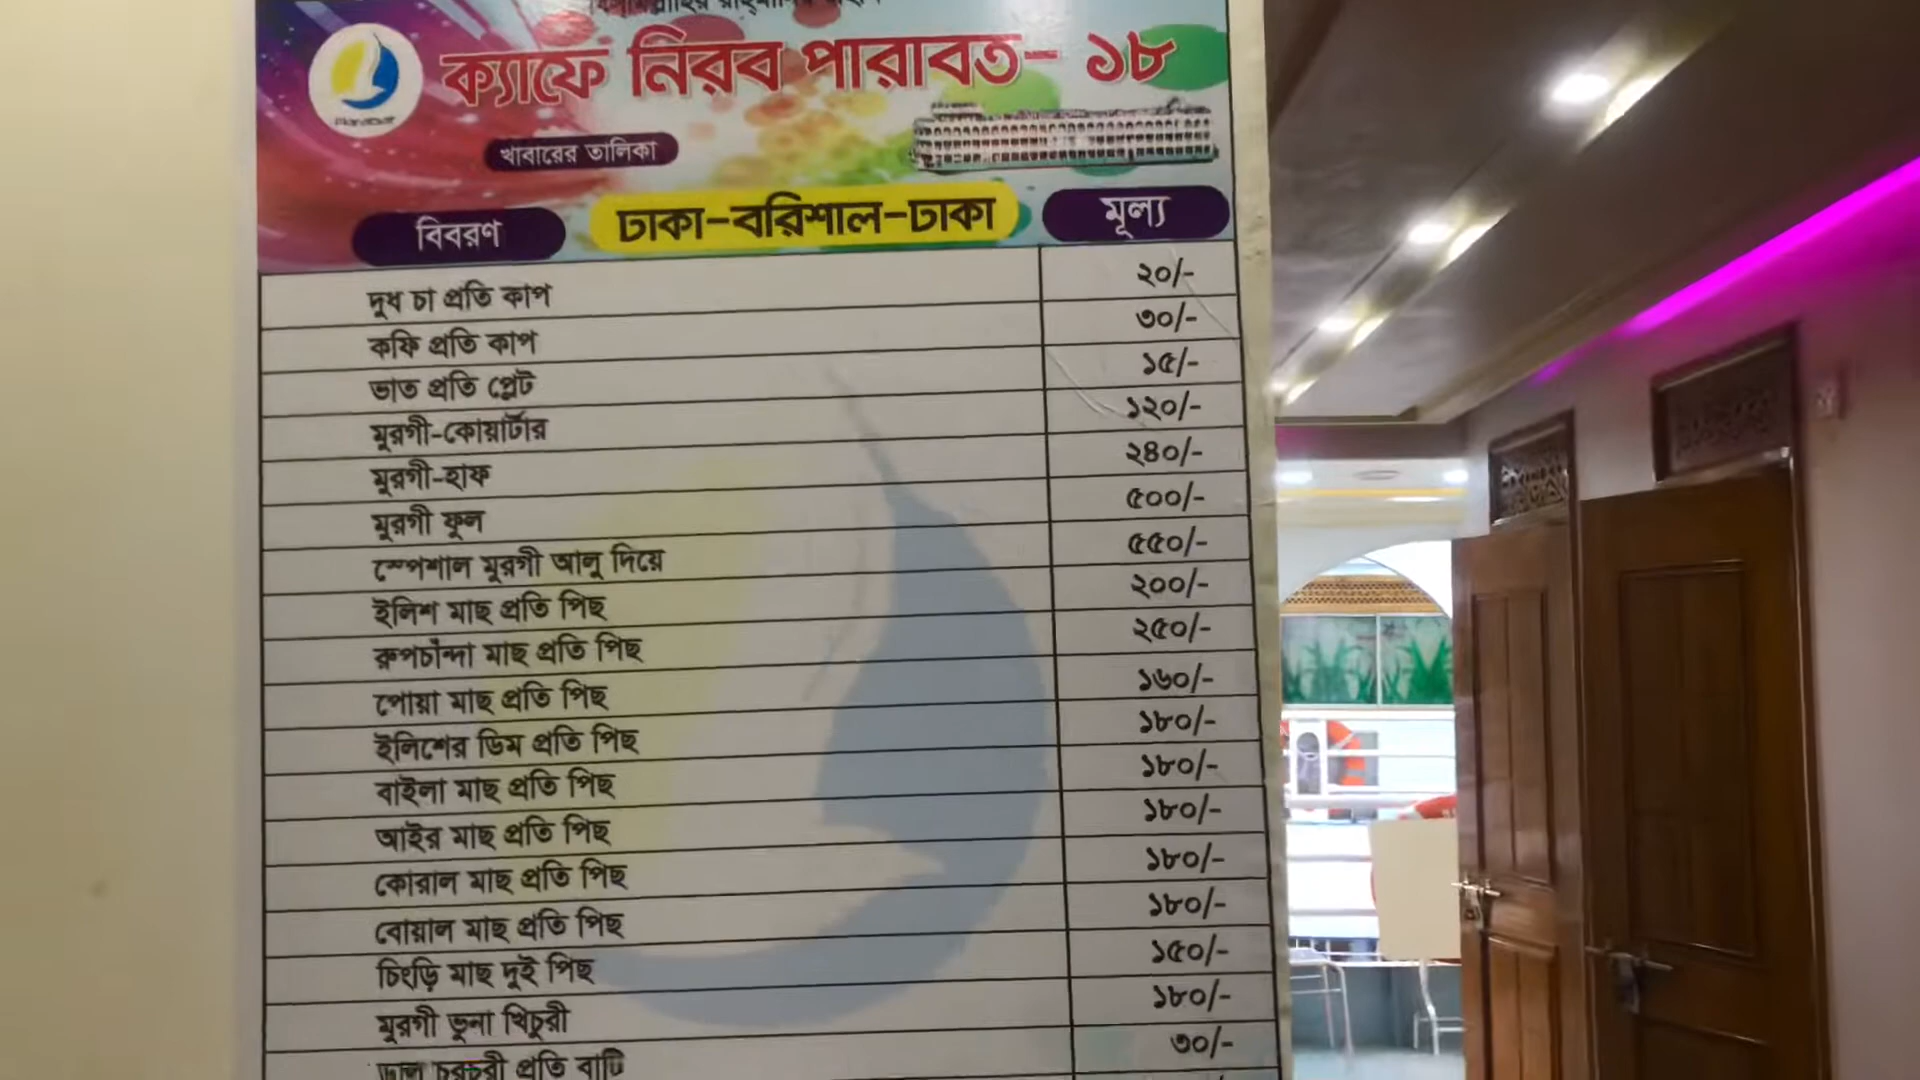 ক্যাফে নিরব পারাবত- ১৮
খাবারের তালিকা
বিবরণ ঢাকা-বরিশাল-ঢাকা মূল্য
দুধ চা প্রতি কাপ ২০/-
কফি প্রতি কাপ ৩০/-
ভাত প্রতি প্লেট ১৫/-
মুরগী-কোয়ার্টার ১২০/-
মুরগী-হাফ ২৪০/-
মুরগী ফুল ৫০০/-
স্পেশাল মুরগী আলু দিয়ে ৫৫০/-
ইলিশ মাছ প্রতি পিছ ২০০/-
রুপচাঁন্দা মাছ প্রতি পিছ ২৫০/-
পোয়া মাছ প্রতি পিছ ১৬০/-
ইলিশের ডিম প্রতি পিছ ১৮০/-
বাইলা মাছ প্রতি পিছ ১৮০/-
আইর মাছ প্রতি পিছ ১৮০/-
কোরাল মাছ প্রতি পিছ ১৮০/-
বোয়াল মাছ প্রতি পিছ ১৮০/-
চিংড়ি মাছ দুই পিছ ১৫০/-
মুরগী ভুনা খিচুরী ১৮০/-
ডাল চরচরী প্রতি বাটি ৩০/-